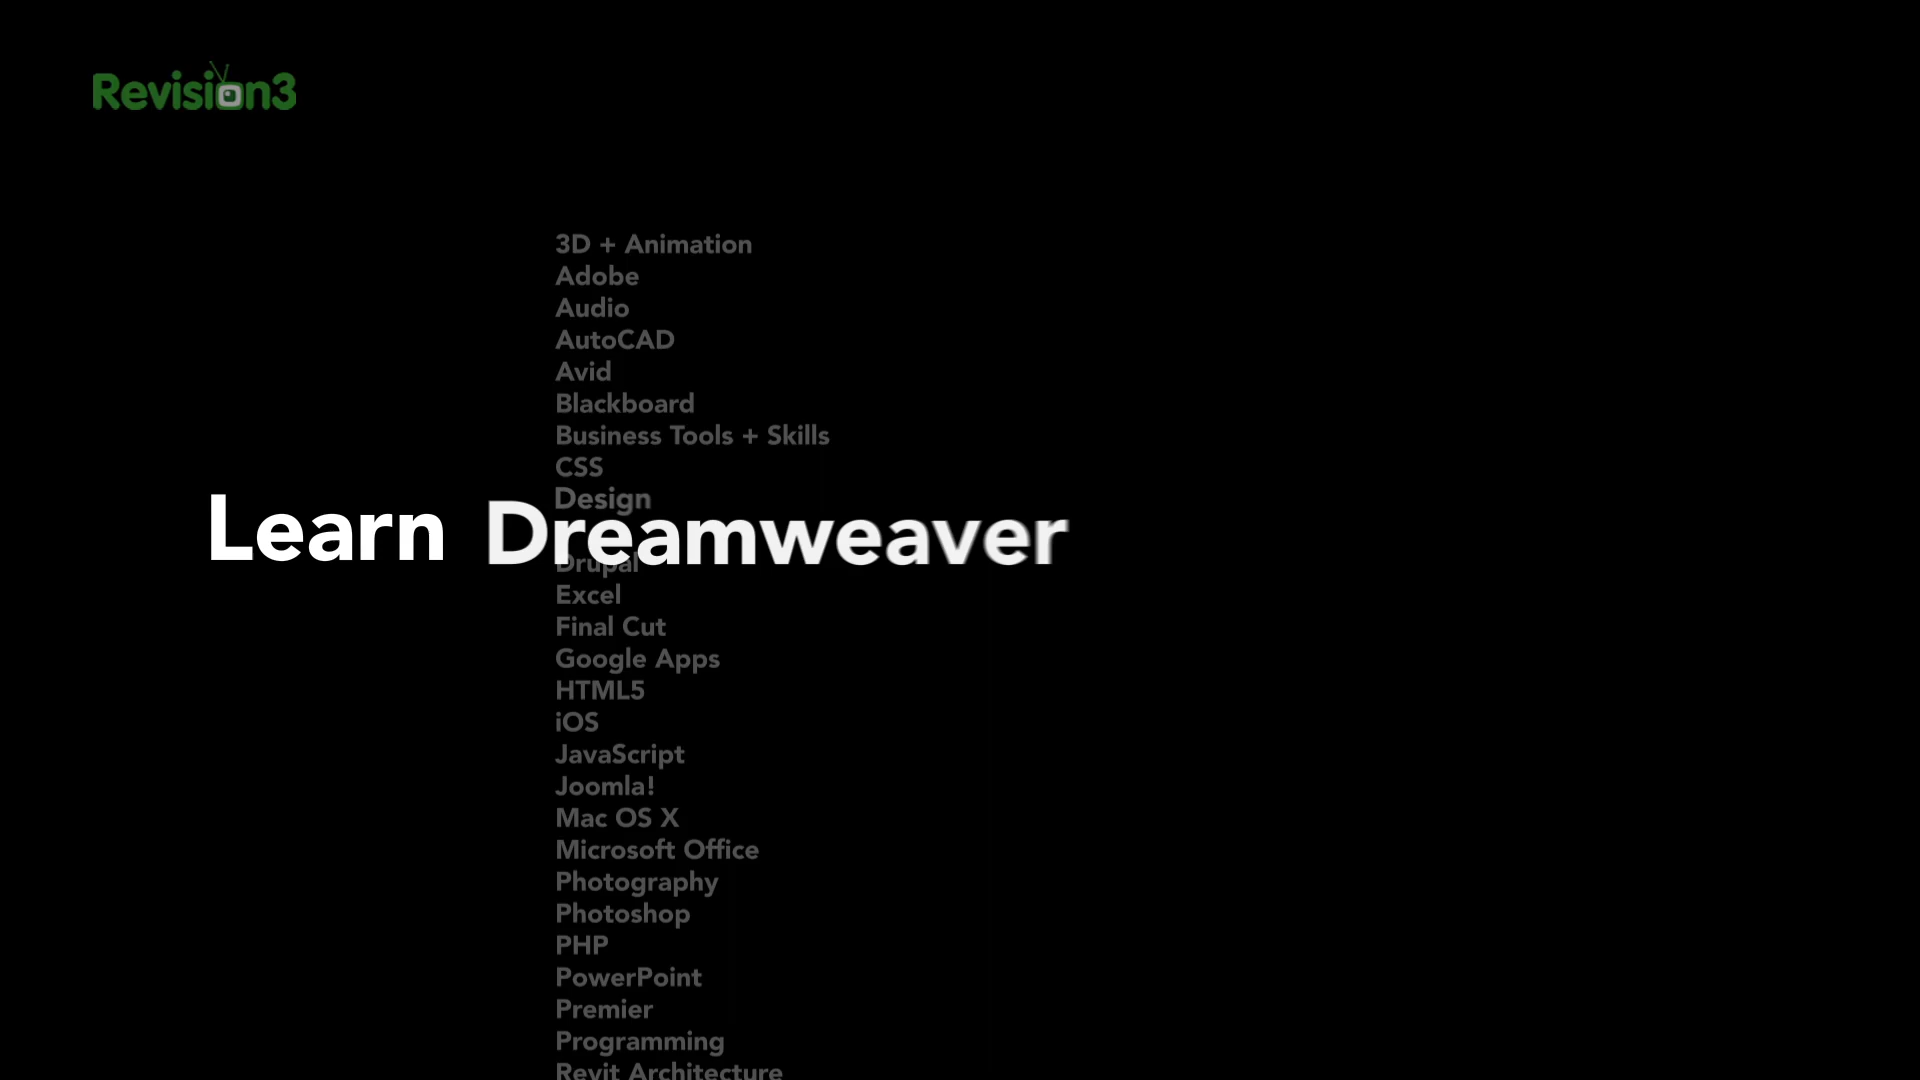 Revision3
3D + Animation
Adobe
Audio
AutoCAD
Avid
Blackboard
Business Tools + Skills
CSS
Design
Learn Dreamweaver
Drupal
Excel
Final Cut
Google Apps
HTML5
iOS
JavaScript
Joomla!
Mac OS X
Microsoft Office
Photography
Photoshop
PHP
PowerPoint
Premier
Programming
Revit Architecture